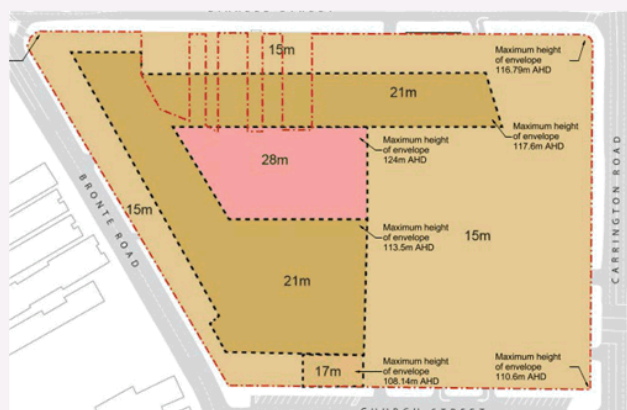 15m
Maximum height
of envelope
116.79m AHD
21m
Maximum height
of envelope
117.6m AHD
28m
Maximum height
of envelope
124m AHD
BRONTE ROAD
15m
Maximum height
of envelope
113.5m AHD
15m
CARRINGTON ROAD
21m
17m
Maximum height
of envelope
108.14m AHD
Maximum height
of envelope
110.6m AHD